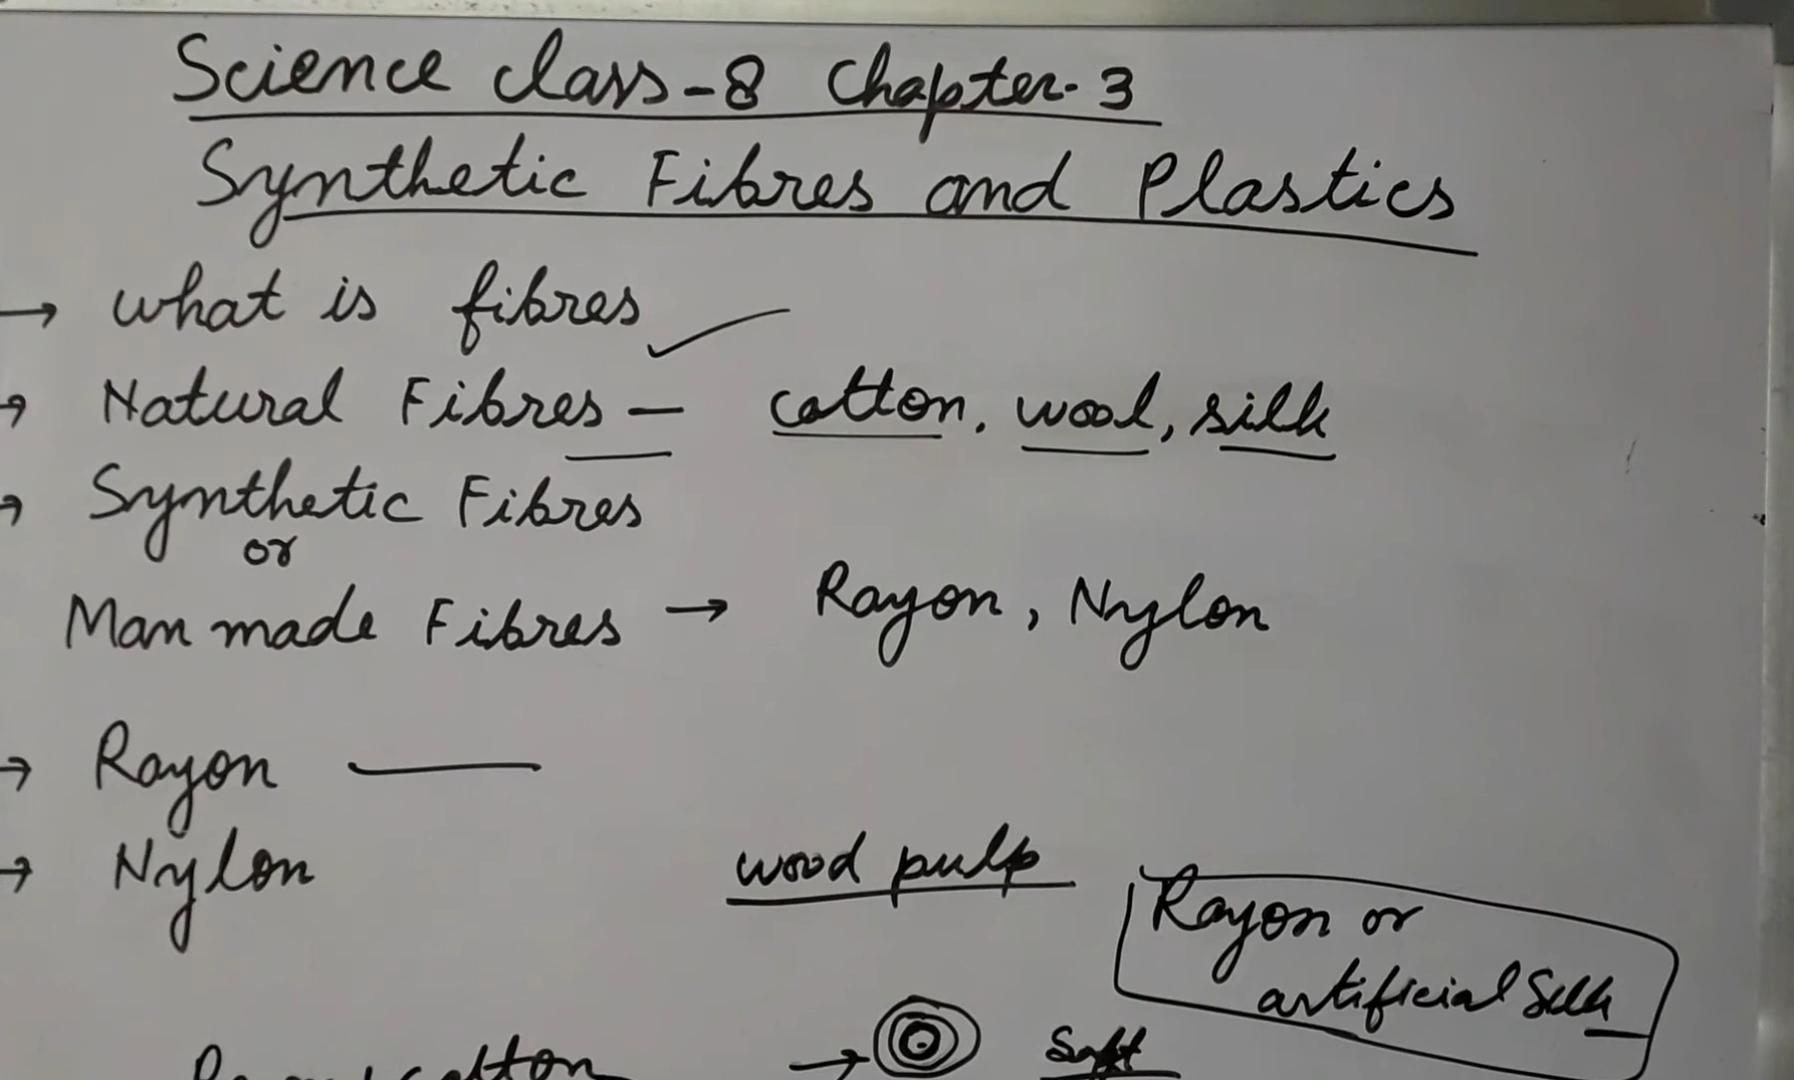 Science class-8 Chapter-3
Synthetic Fibres and Plastics
→ what is fibres
→ Natural Fibres — cotton, wool, silk
→ Synthetic Fibres
or
Man made Fibres → Rayon, Nylon
→ Rayon —
→ Nylon
wood pulp
Rayon or
artificial Silk
→ Soft
cotton